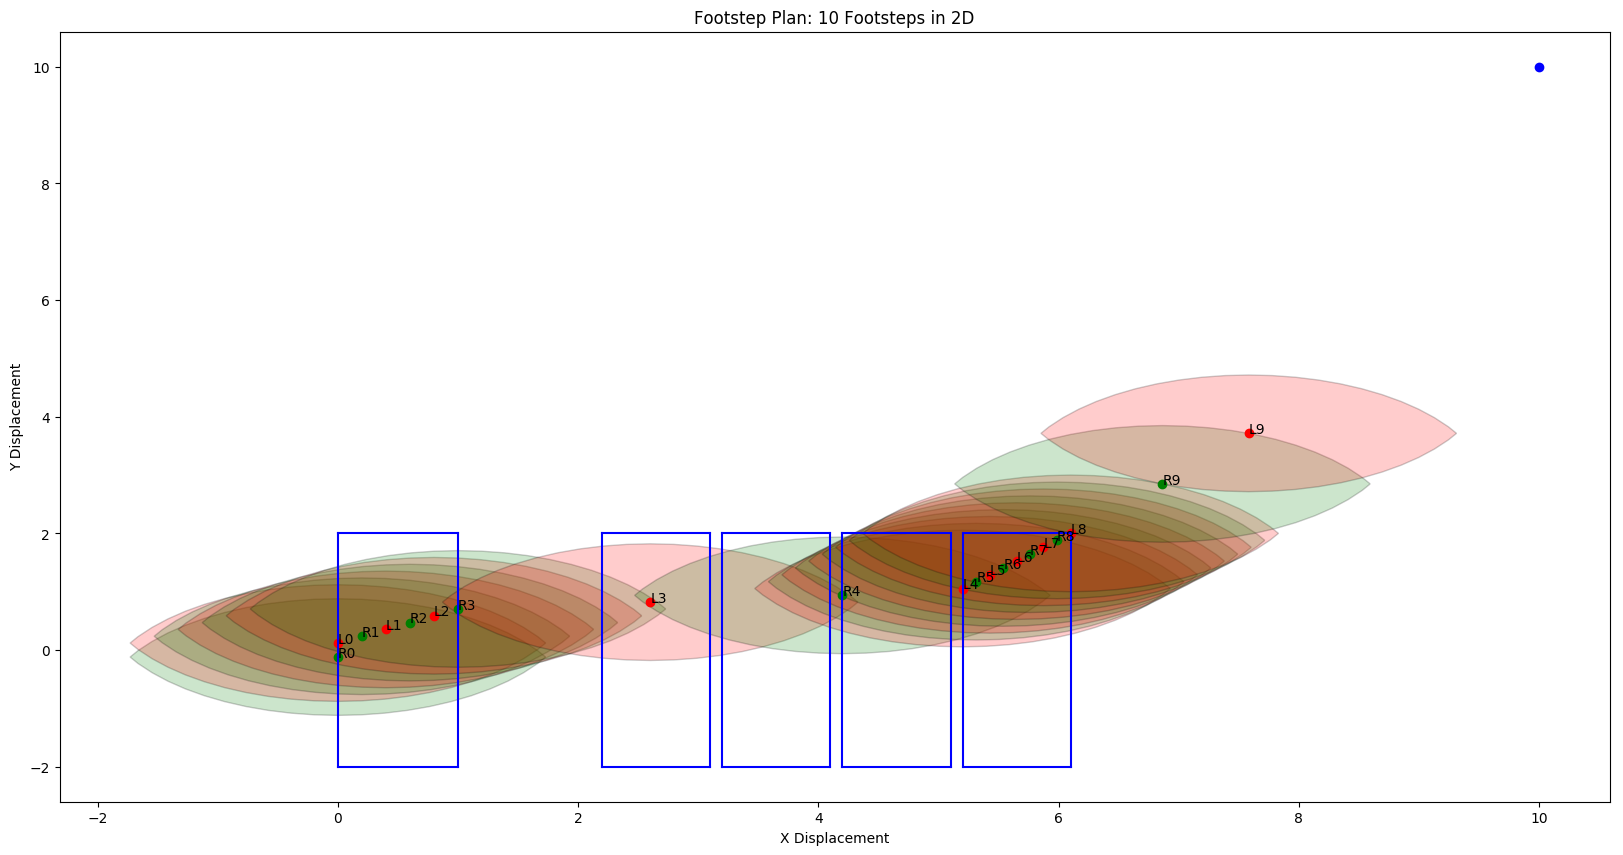 Footstep Plan: 10 Footsteps in 2D
10
8
6
4
2
0
−2
Y Displacement
L9
R9
L8
R8
L7
R7
L6
R6
L5
R5
L4
R4
L3
R3
L2
R2
L1
R1
L0
R0
−2
0
2
4
6
8
10
X Displacement